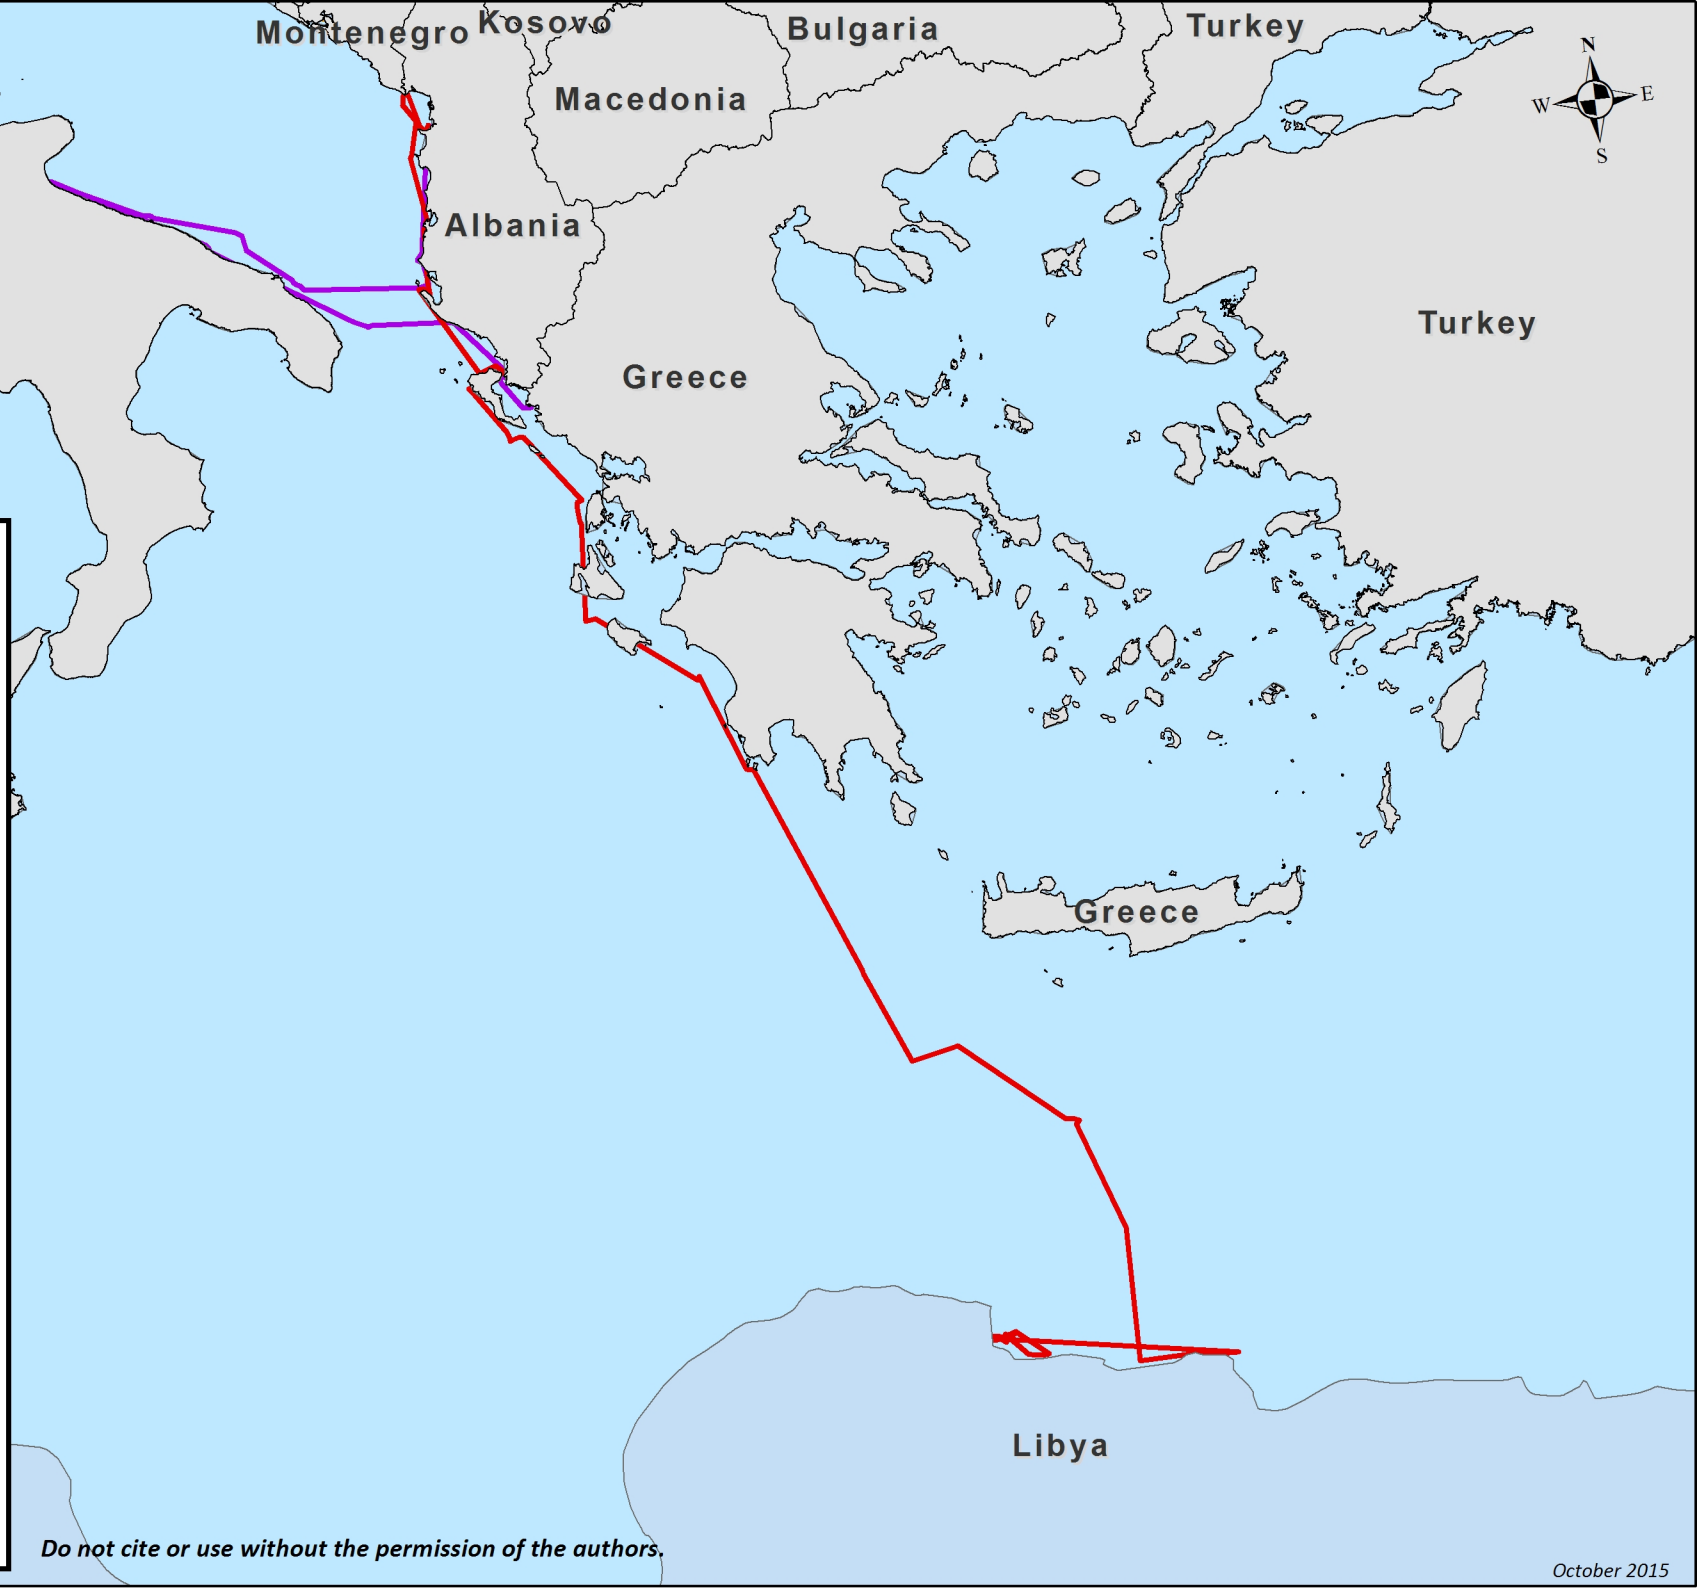 Montenegro
Kosovo
Bulgaria
Turkey
Macedonia
N
W
E
S
Albania
Turkey
Greece
Greece
Libya
Do not cite or use without the permission of the authors.
October 2015